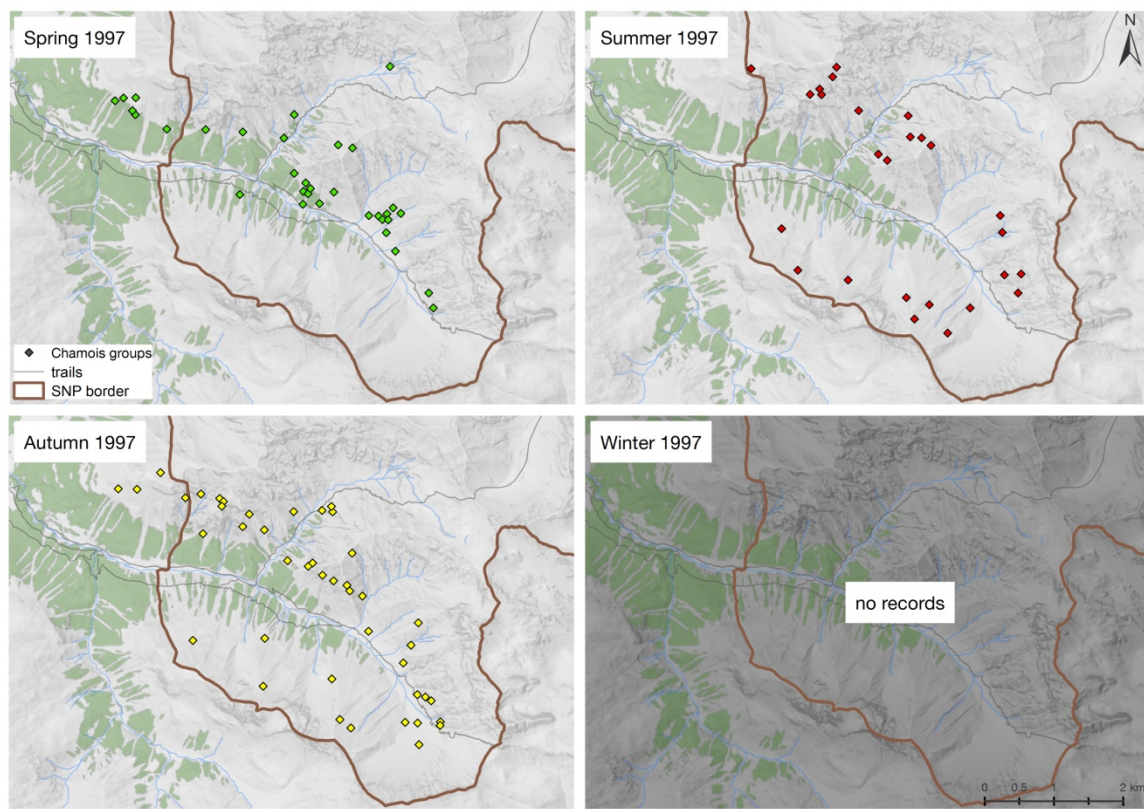 Spring 1997
Summer 1997
N
Chamois groups
trails
SNP border
Autumn 1997
Winter 1997
no records
0 0.5 1 2 km